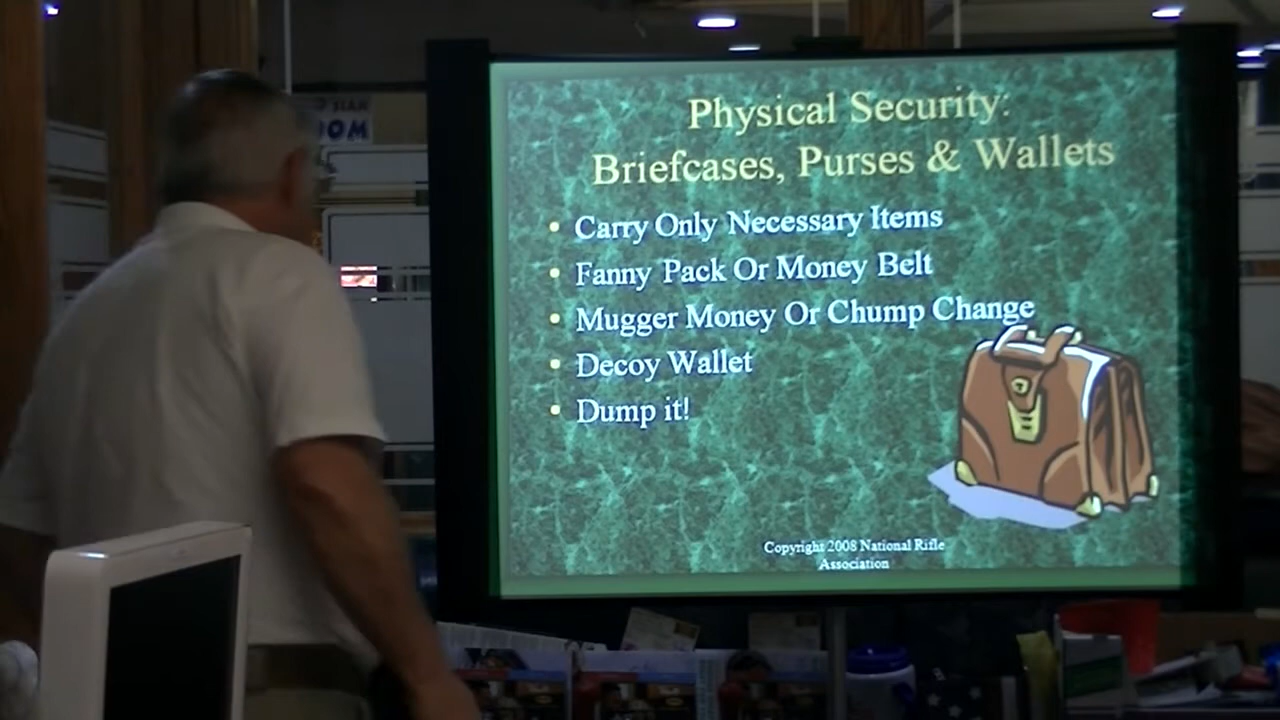 Physical Security:
Briefcases, Purses & Wallets
• Carry Only Necessary Items
• Fanny Pack Or Money Belt
• Mugger Money Or Chump Change
• Decoy Wallet
• Dump it!
Copyright 2008 National Rifle
Association